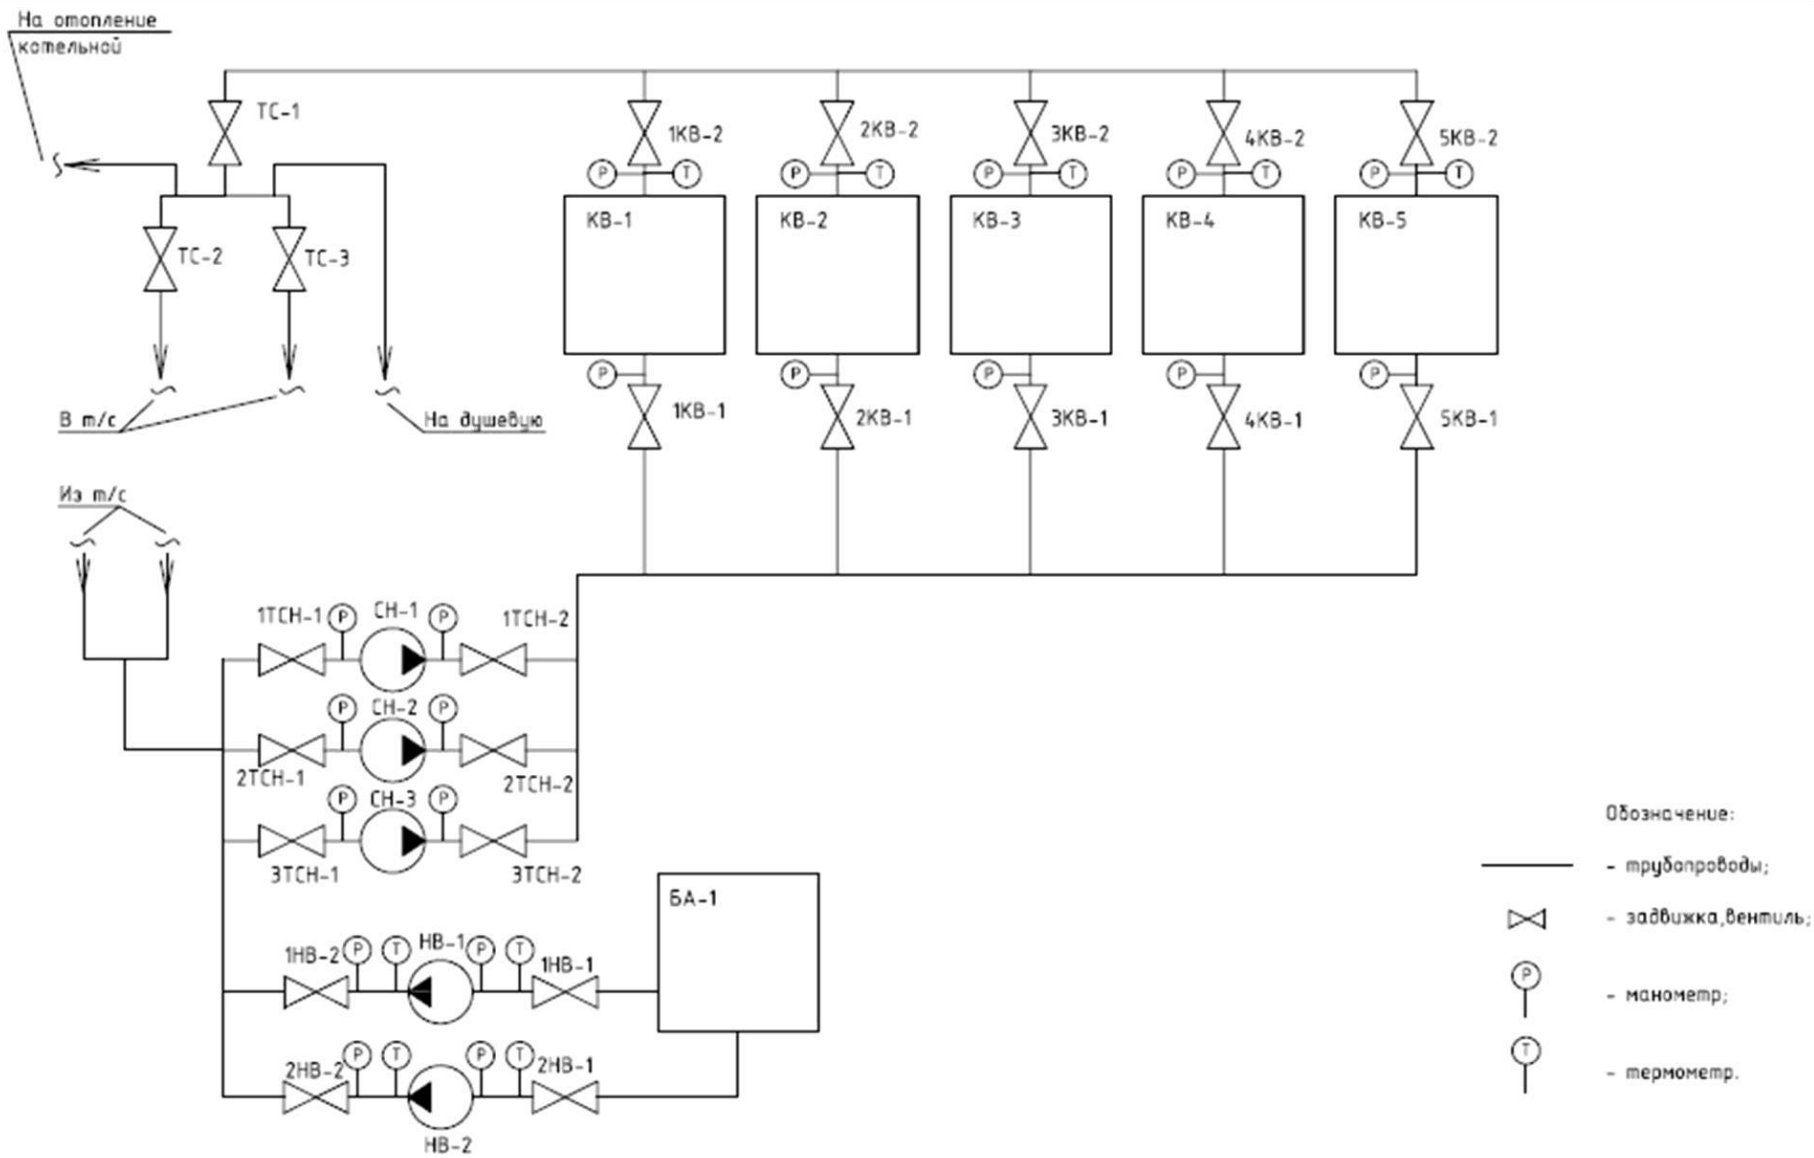 На отопление
котельной
ТС-1
1КВ-2
2КВ-2
3КВ-2
4КВ-2
5КВ-2
Р Т Р Т Р Т Р Т Р Т
КВ-1
КВ-2
КВ-3
КВ-4
КВ-5
ТС-2
ТС-3
Р Р Р Р Р
В т/с
На душевую
1КВ-1
2КВ-1
3КВ-1
4КВ-1
5КВ-1
Из т/с
1ТСН-1 Р СН-1 Р 1ТСН-2
Р СН-2 Р
2ТСН-1 2ТСН-2
Р СН-3 Р
3ТСН-1 3ТСН-2
БА-1
1НВ-2 Р Т НВ-1 Р Т 1НВ-1
2НВ-2 Р Т Р Т 2НВ-1
НВ-2
Обозначение:
- трубопроводы;
- задвижка,вентиль;
Р - манометр;
Т - термометр.